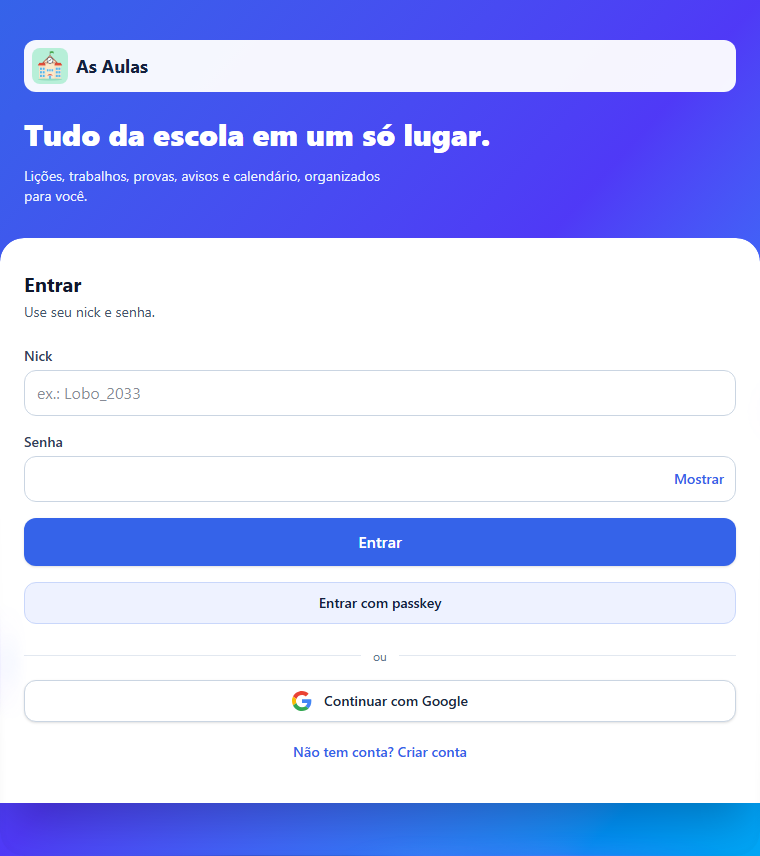 As Aulas
Tudo da escola em um só lugar.
Lições, trabalhos, provas, avisos e calendário, organizados
para você.
Entrar
Use seu nick e senha.
Nick
ex.: Lobo_2033
Senha
Mostrar
Entrar
Entrar com passkey
ou
Continuar com Google
Não tem conta? Criar conta